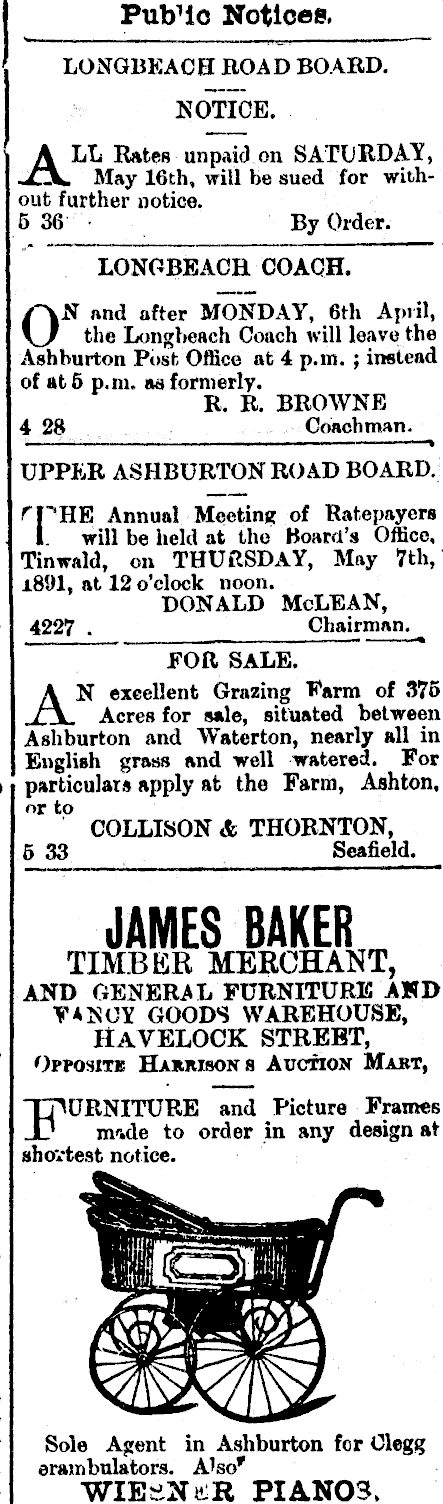 Public Notices.
LONGBEACH ROAD BOARD.
NOTICE.
ALL Rates unpaid on SATURDAY,
May 16th, will be sued for with-
out further notice.
5 36 By Order.
LONGBEACH COACH.
ON and after MONDAY, 6th April,
the Longbeach Coach will leave the
Ashburton Post Office at 4 p.m. ; instead
of at 5 p.m. as formerly.
R. R. BROWNE
4 28 Coachman.
UPPER ASHBURTON ROAD BOARD.
THE Annual Meeting of Ratepayers
will be held at the Board's Office,
Tinwald, on THURSDAY, May 7th,
1891, at 12 o'clock noon.
DONALD McLEAN,
4227 . Chairman.
FOR SALE.
AN excellent Grazing Farm of 375
Acres for sale, situated between
Ashburton and Waterton, nearly all in
English grass and well watered. For
particulars apply at the Farm, Ashton,
or to
COLLISON & THORNTON,
5 33 Seafield.
JAMES BAKER
TIMBER MERCHANT,
AND GENERAL FURNITURE AND
FANCY GOODS WAREHOUSE,
HAVELOCK STREET,
OPPOSITE HARRISON S AUCTION MART,
FURNITURE and Picture Frames
made to order in any design at
shortest notice.
Sole Agent in Ashburton for Clegg
erambulators. Also
WIESNER PIANOS.